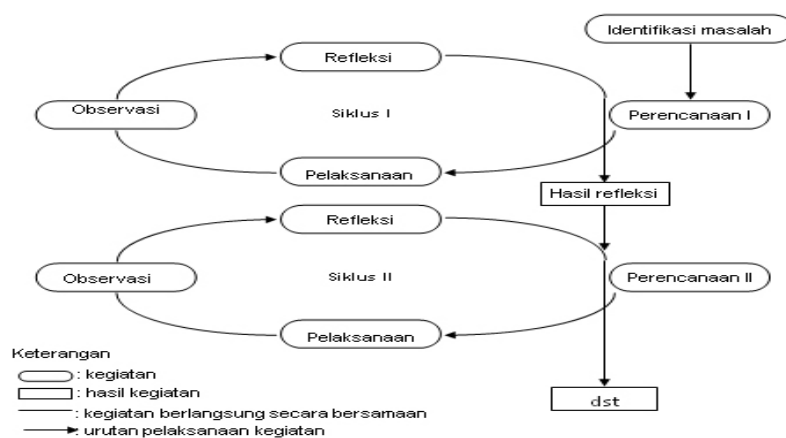 Identifikasi masalah
Refleksi
Observasi
Siklus I
Perencanaan I
Pelaksanaan
Hasil refleksi
Refleksi
Observasi
Siklus II
Perencanaan II
Pelaksanaan
Keterangan
: kegiatan
: hasil kegiatan
dst
: kegiatan berlangsung secara bersamaan
: urutan pelaksanaan kegiatan